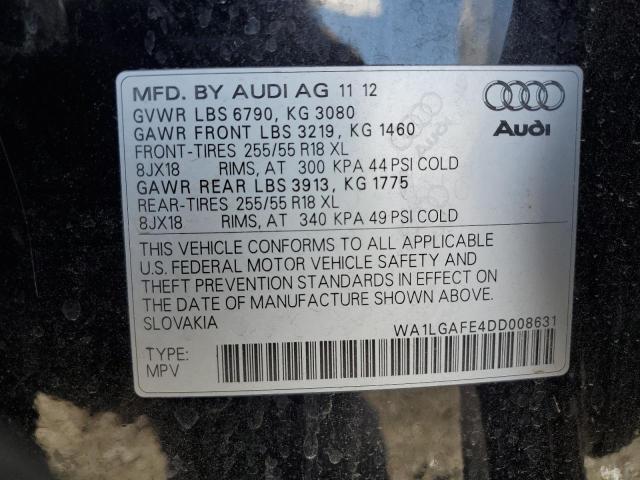 MFD. BY AUDI AG 11 12
GVWR LBS 6790, KG 3080
GAWR FRONT LBS 3219, KG 1460
FRONT-TIRES 255/55 R18 XL
8JX18 RIMS, AT 300 KPA 44 PSI COLD
GAWR REAR LBS 3913, KG 1775
REAR-TIRES 255/55 R18 XL
8JX18 RIMS, AT 340 KPA 49 PSI COLD
Audi
THIS VEHICLE CONFORMS TO ALL APPLICABLE
U.S. FEDERAL MOTOR VEHICLE SAFETY AND
THEFT PREVENTION STANDARDS IN EFFECT ON
THE DATE OF MANUFACTURE SHOWN ABOVE.
SLOVAKIA
WA1LGAFE4DD008631
TYPE:
MPV